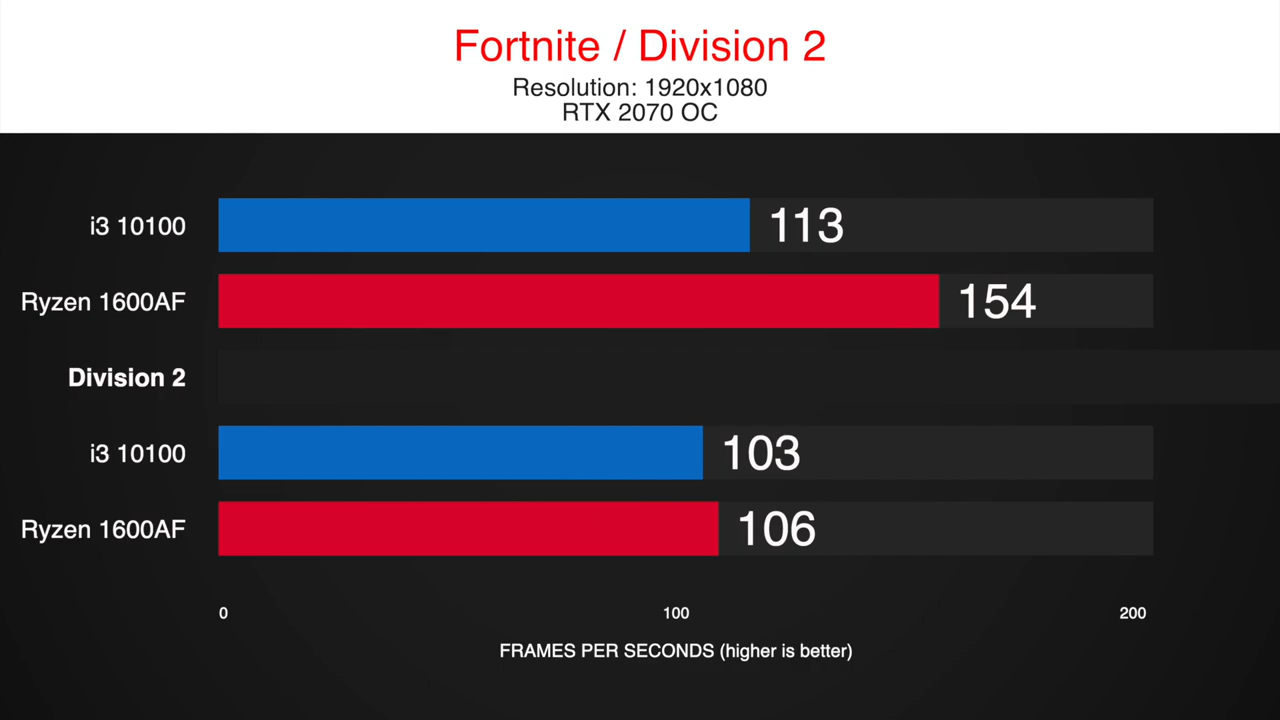 Fortnite / Division 2
Resolution: 1920x1080
RTX 2070 OC
i3 10100 113
Ryzen 1600AF 154
Division 2
i3 10100 103
Ryzen 1600AF 106
0 100 200
FRAMES PER SECONDS (higher is better)